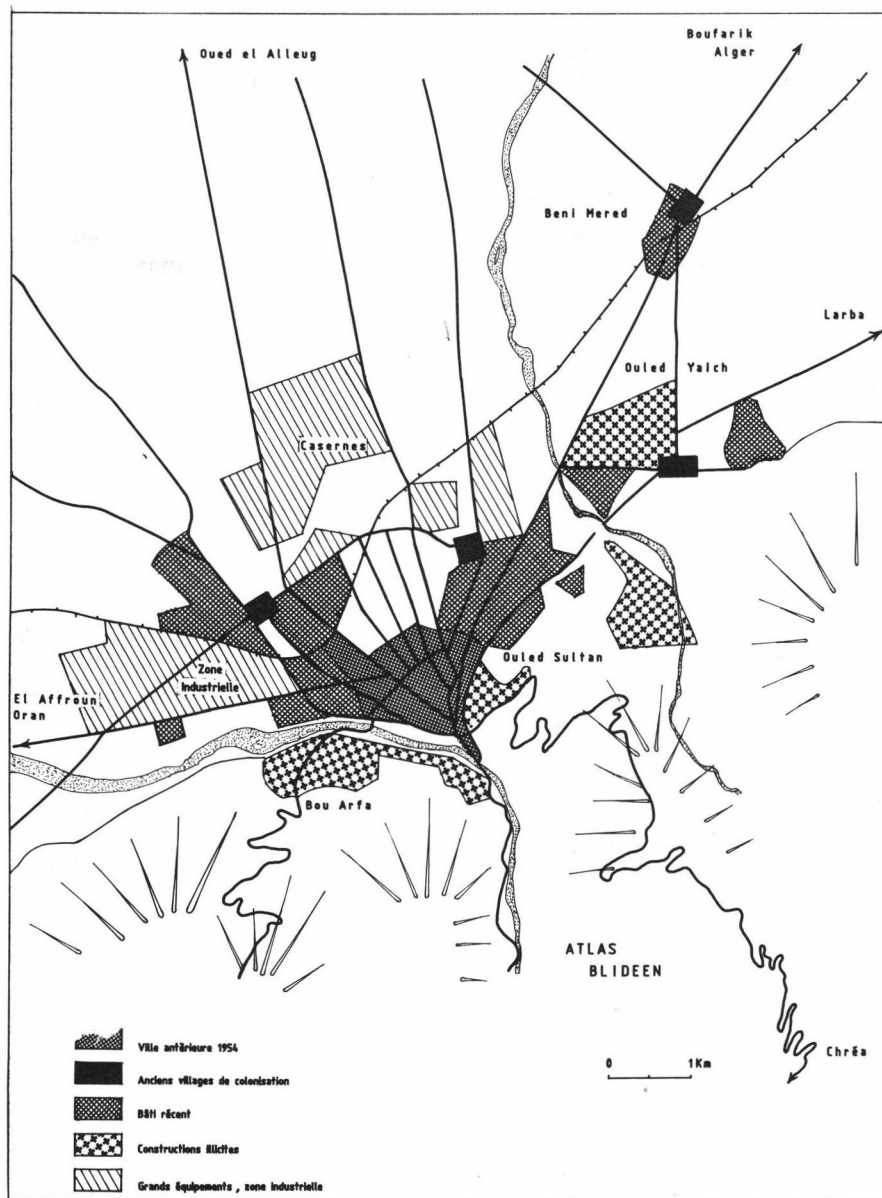 Oued el Alleug
Boufarik
Alger
Beni Mered
Larba
Ouled Yaich
Casernes
Ouled Sultan
Zone
industrielle
El Affroun
Oran
Bou Arfa
ATLAS
BLIDEEN
Chréa
0 1Km
Ville antérieure 1954
Anciens villages de colonisation
Bâti récent
Constructions illicites
Grands équipements , zone industrielle